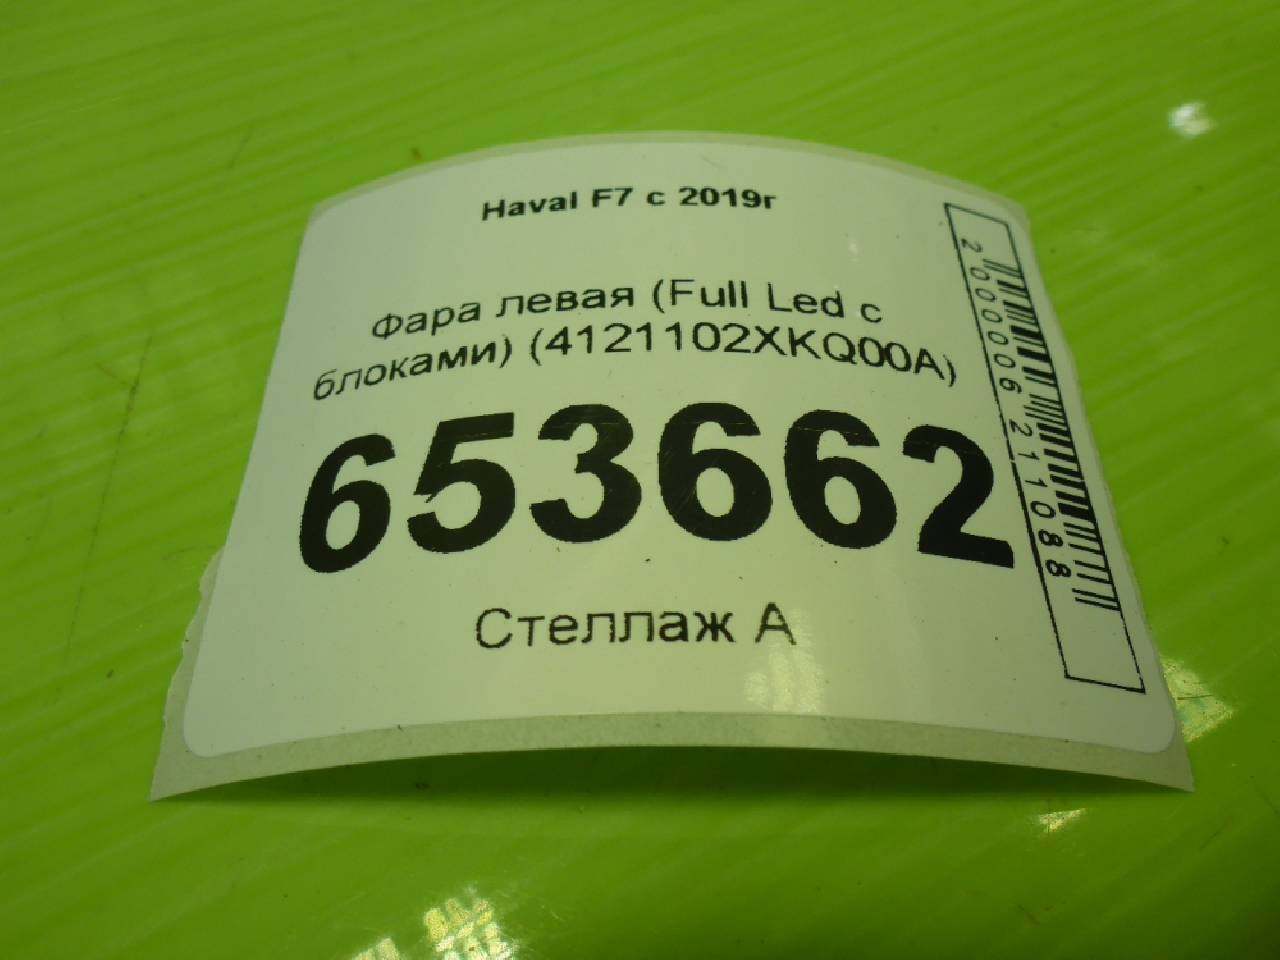 Haval F7 с 2019г
Фара левая (Full Led с
блоками) (4121102XKQ00A)
653662
Стеллаж А
2000006211088